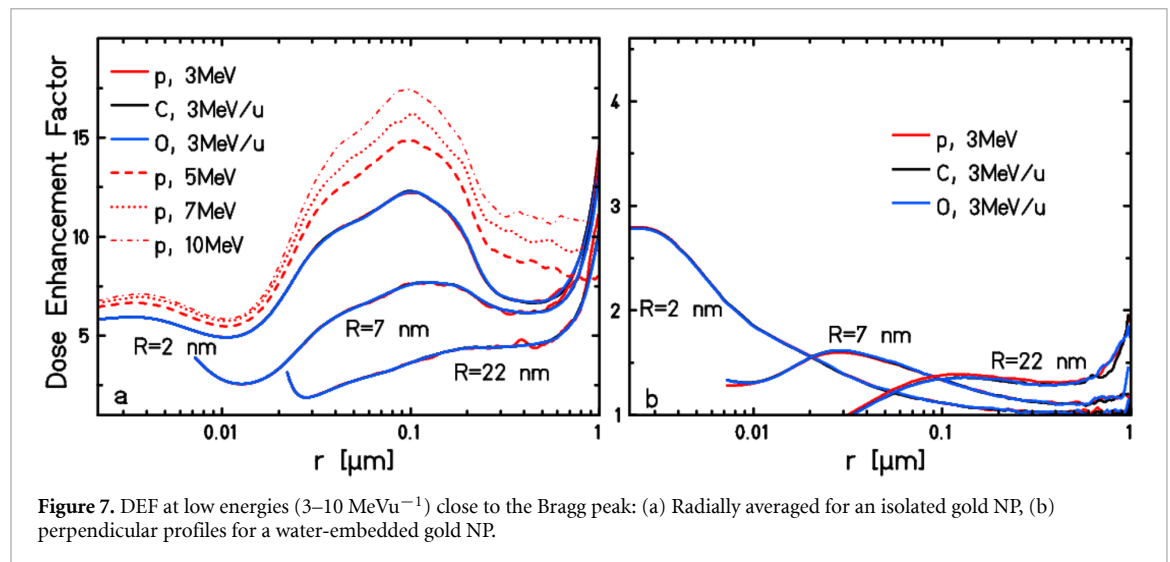 Dose Enhancement Factor
15
10
5
p, 3MeV
C, 3MeV/u
O, 3MeV/u
p, 5MeV
p, 7MeV
p, 10MeV
R=2 nm
R=7 nm
R=22 nm
a
0.01 0.1 1
r [μm]
4
3
2
1
p, 3MeV
C, 3MeV/u
O, 3MeV/u
R=2 nm
R=7 nm
R=22 nm
b
0.01 0.1 1
r [μm]
Figure 7. DEF at low energies (3–10 MeVu⁻¹) close to the Bragg peak: (a) Radially averaged for an isolated gold NP, (b)
perpendicular profiles for a water-embedded gold NP.